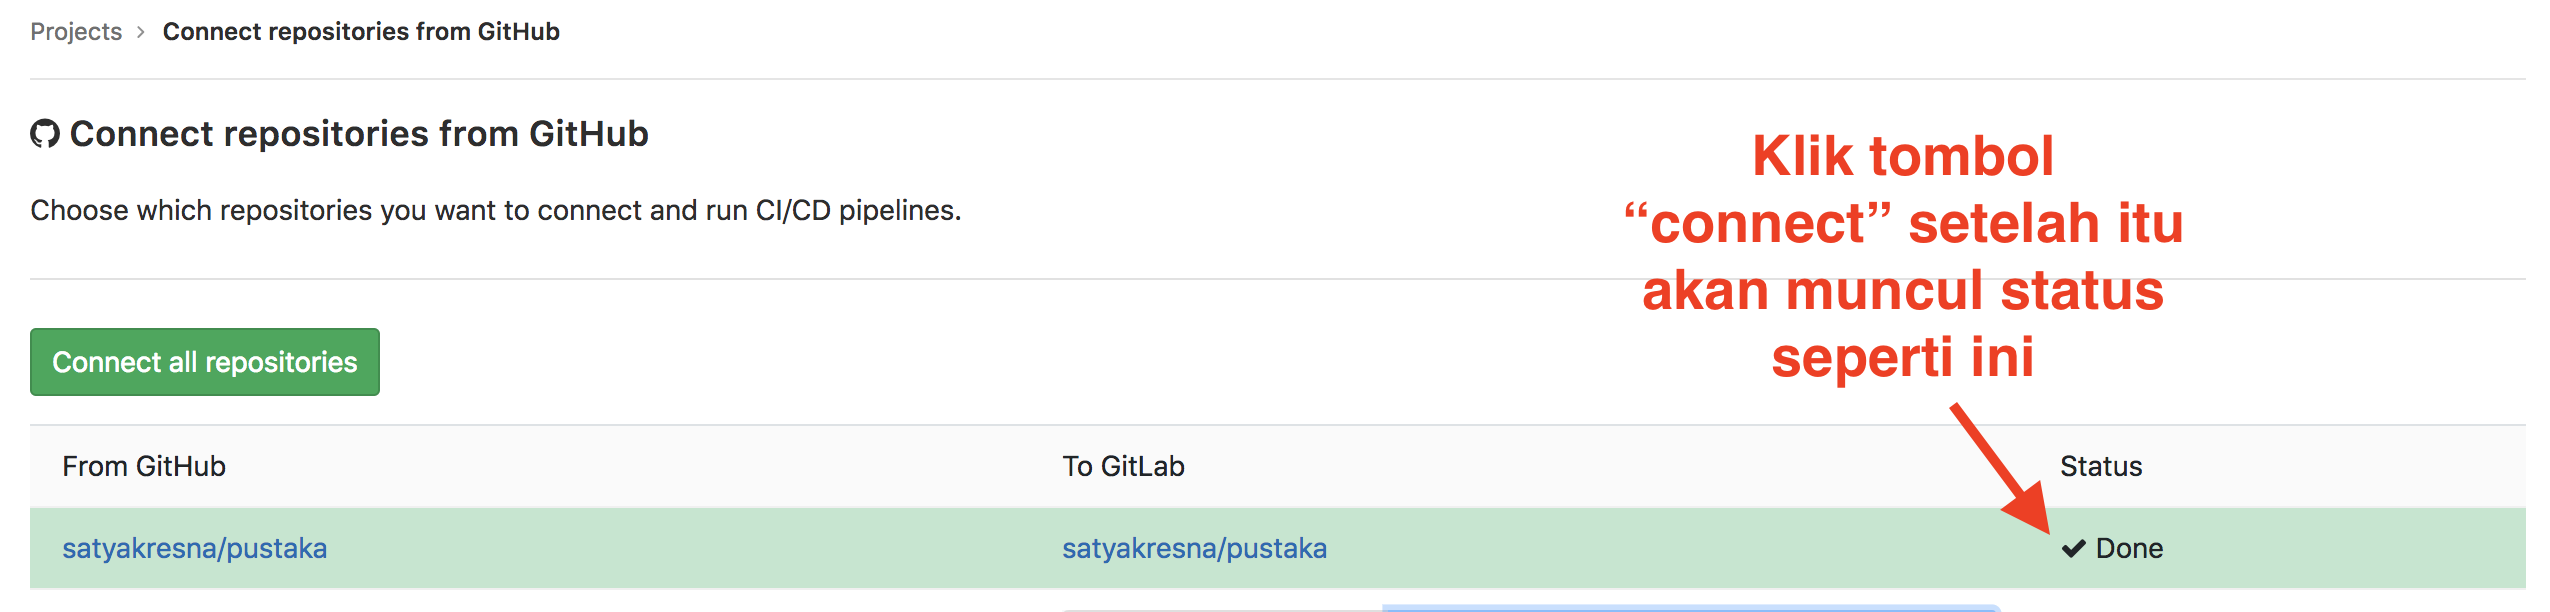 Projects › Connect repositories from GitHub
Connect repositories from GitHub
Choose which repositories you want to connect and run CI/CD pipelines.
Klik tombol
“connect” setelah itu
akan muncul status
seperti ini
Connect all repositories
From GitHub To GitLab Status
satyakresna/pustaka satyakresna/pustaka Done